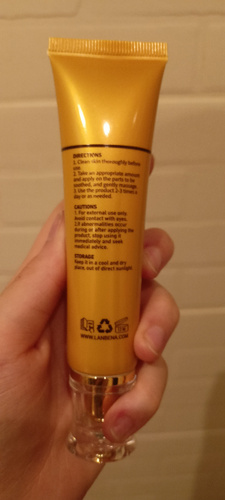 DIRECTIONS
1. Clean skin thoroughly before
use.
2. Take an appropriate amount
and apply on the parts to be
soothed, and gently massage.
3. Use the product 2-3 times a
day or as needed.
CAUTIONS
1. For external use only.
Avoid contact with eyes.
2.If abnormalities occur
during or after applying the
product, stop using it
immediately and seek
medical advice.
STORAGE
Keep it in a cool and dry
place, out of direct sunlight.
WWW.LANBENA.COM